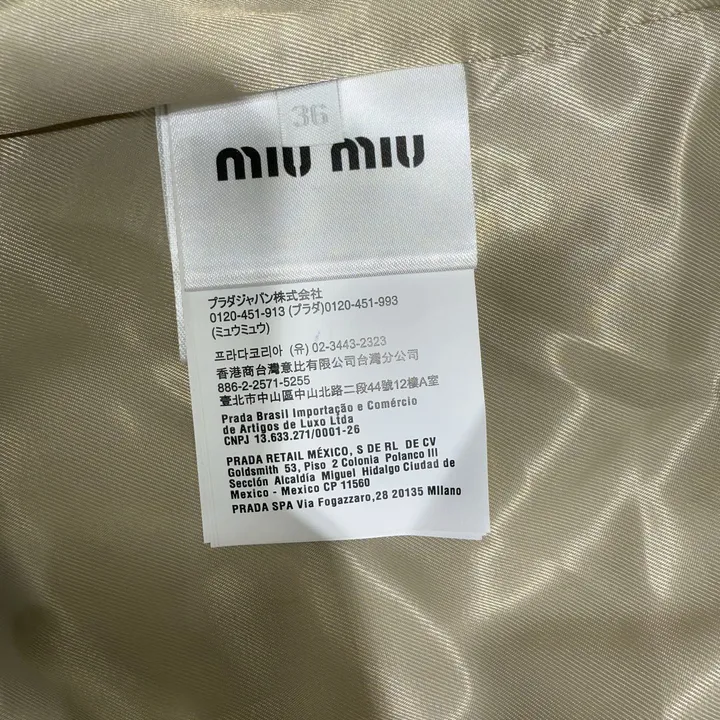 36
miu miu
プラダジャパン株式会社
0120-451-913 (プラダ)0120-451-993
(ミュウミュウ)
프라다코리아 (유) 02-3443-2323
香港商台灣意比有限公司台灣分公司
886-2-2571-5255
臺北市中山區中山北路二段44號12樓A室
Prada Brasil Importação e Comércio
de Artigos de Luxo Ltda
CNPJ 13.633.271/0001-26
PRADA RETAIL MÉXICO, S DE RL DE CV
Goldsmith 53, Piso 2 Colonia Polanco III
Sección Alcaldía Miguel Hidalgo Ciudad de
Mexico - Mexico CP 11560
PRADA SPA Via Fogazzaro,28 20135 Milano